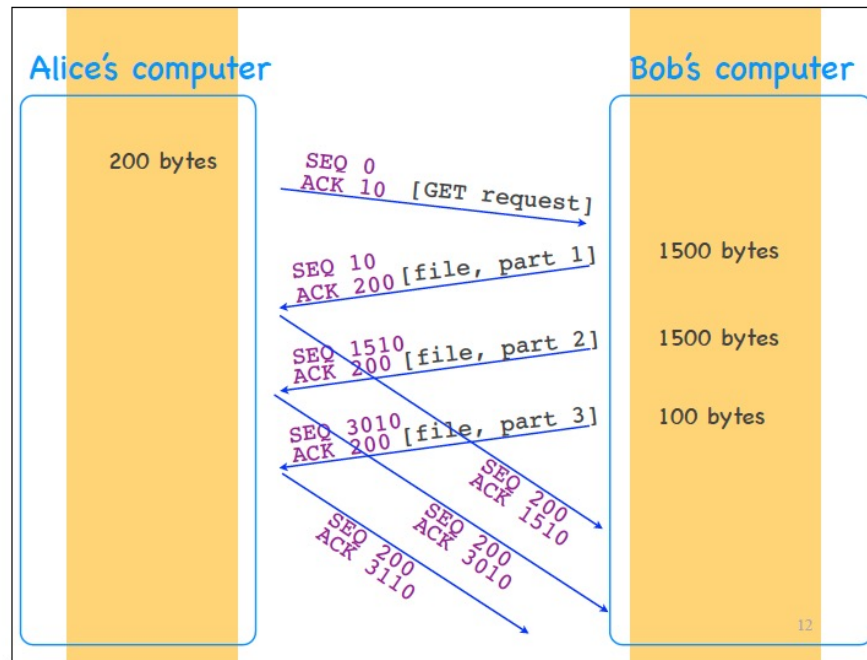 Alice's computer
Bob's computer
200 bytes
SEQ 0
ACK 10 [GET request]
1500 bytes
SEQ 10
ACK 200 [file, part 1]
1500 bytes
SEQ 1510
ACK 200 [file, part 2]
100 bytes
SEQ 3010
ACK 200 [file, part 3]
SEQ 200
ACK 1510
SEQ 200
ACK 3010
SEQ 200
ACK 3110
12